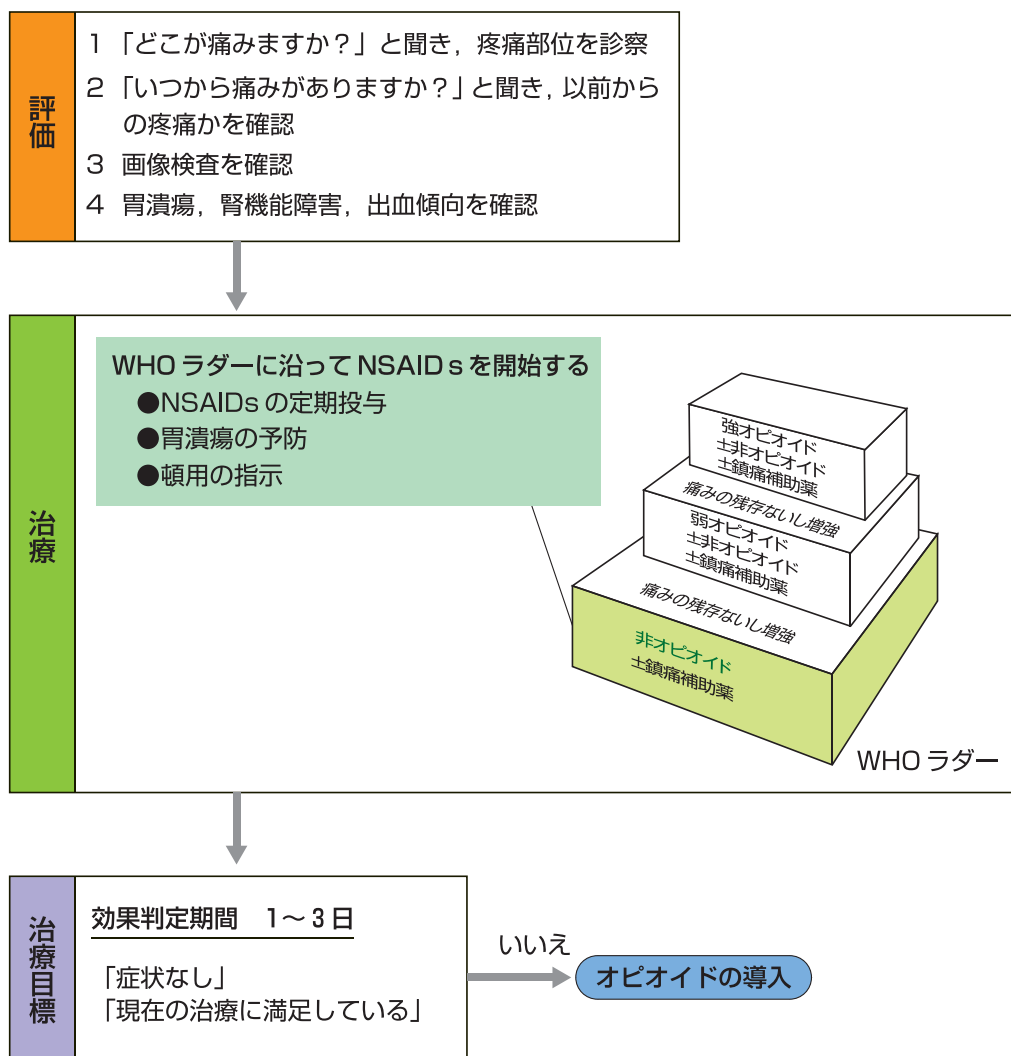 評価
1 「どこが痛みますか？」と聞き，疼痛部位を診察
2 「いつから痛みがありますか？」と聞き，以前から
の疼痛かを確認
3 画像検査を確認
4 胃潰瘍，腎機能障害，出血傾向を確認
治療
WHO ラダーに沿って NSAIDs を開始する
●NSAIDs の定期投与
●胃潰瘍の予防
●頓用の指示
強オピオイド
±非オピオイド
±鎮痛補助薬
痛みの残存ないし増強
弱オピオイド
±非オピオイド
±鎮痛補助薬
痛みの残存ないし増強
非オピオイド
±鎮痛補助薬
WHO ラダー
治療目標
効果判定期間　1～3日
「症状なし」
「現在の治療に満足している」
いいえ
オピオイドの導入